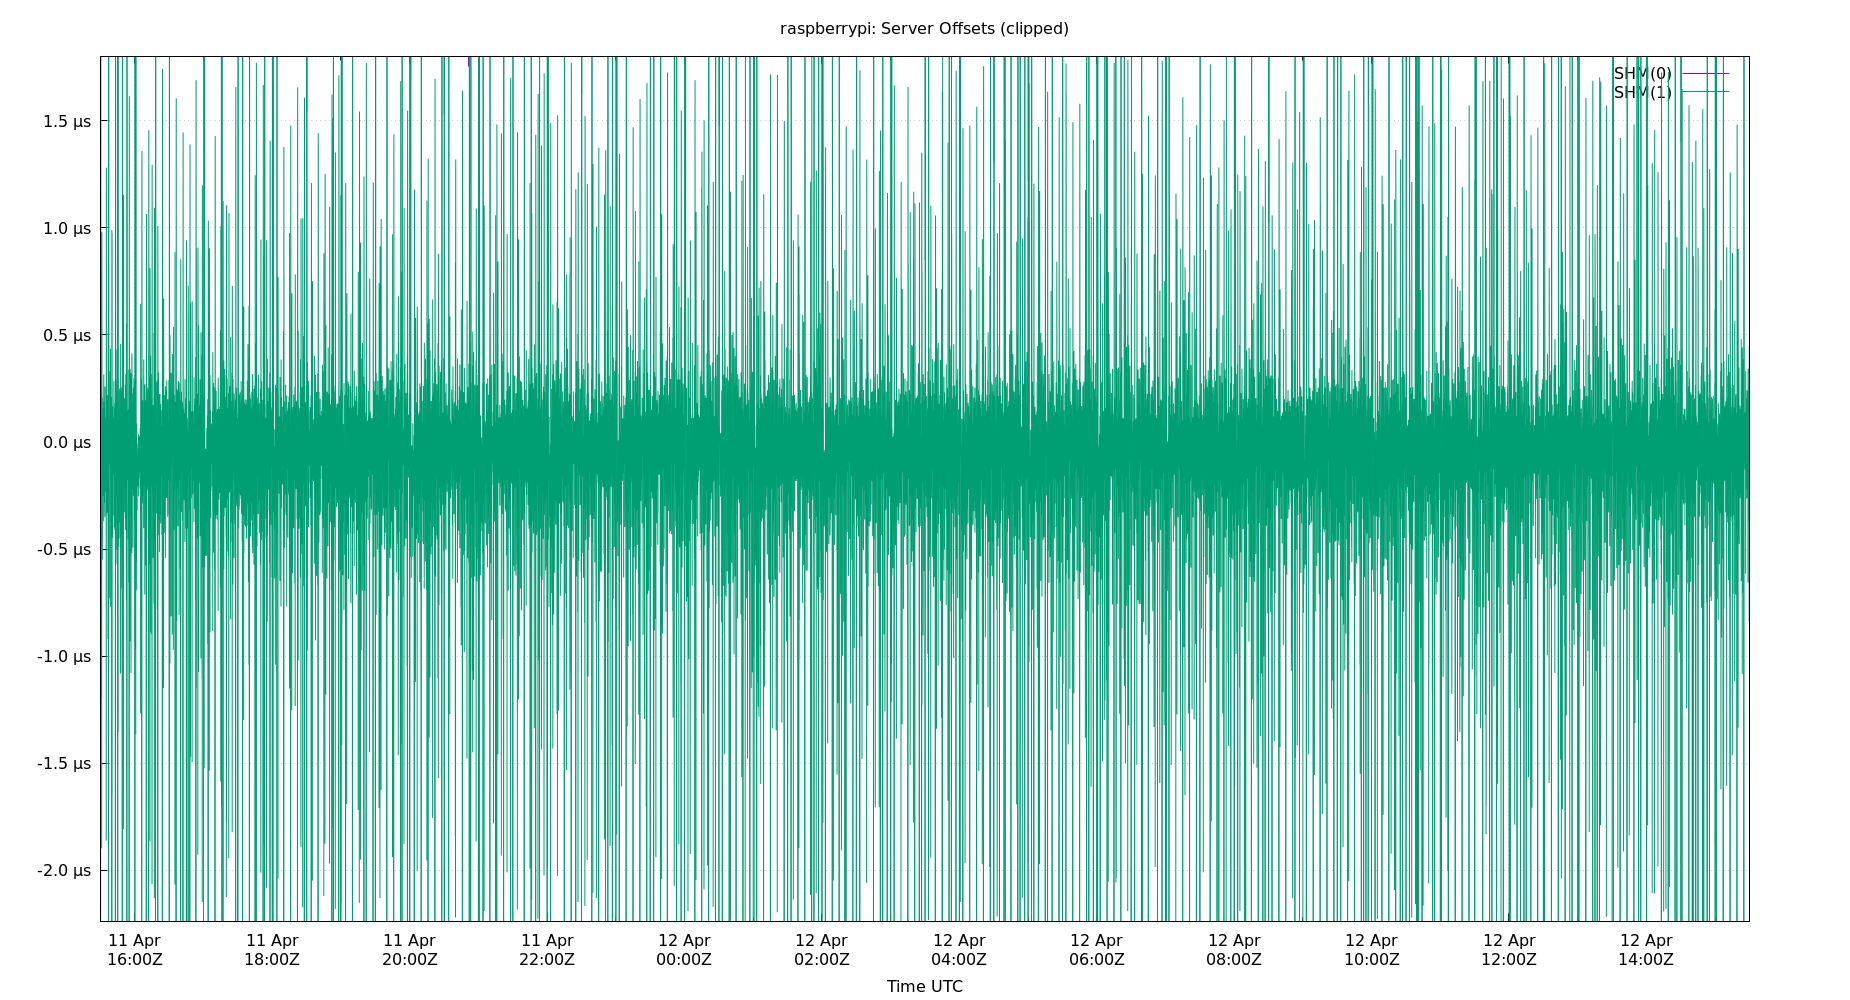 raspberrypi: Server Offsets (clipped)
SHM(0)
SHM(1)
1.5 µs
1.0 µs
0.5 µs
0.0 µs
-0.5 µs
-1.0 µs
-1.5 µs
-2.0 µs
11 Apr 11 Apr 11 Apr 11 Apr 12 Apr 12 Apr 12 Apr 12 Apr 12 Apr 12 Apr 12 Apr 12 Apr
16:00Z 18:00Z 20:00Z 22:00Z 00:00Z 02:00Z 04:00Z 06:00Z 08:00Z 10:00Z 12:00Z 14:00Z
Time UTC